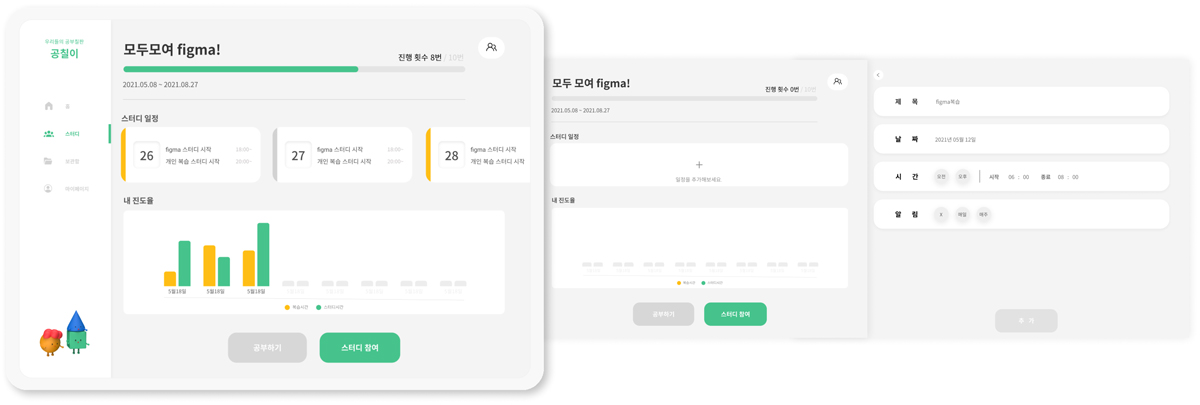 우리들의 공부절친
공칠이
홈
스터디
보관함
마이페이지
모두모여 figma!
진행 횟수 8번 / 10번
2021.05.08 ~ 2021.08.27
스터디 일정
26
figma 스터디 시작 18:00~
개인 복습 스터디 시작 20:00~
27
figma 스터디 시작 18:00~
개인 복습 스터디 시작 20:00~
28
figma 스터디 시작
개인 복습 스터디 시작
내 진도율
5월18일 5월18일 5월18일
복습시간 스터디시간
공부하기 스터디 참여
모두 모여 figma!
진행 횟수 0번 / 10번
2021.05.08 ~ 2021.08.27
스터디 일정
+
일정을 추가해보세요
내 진도율
복습시간 스터디시간
공부하기 스터디 참여
제 목 figma복습
날 짜 2021년 05월 12일
시 간 오전 오후 시작 06 : 00 종료 08 : 00
알 림 X 매일 매주
추 가